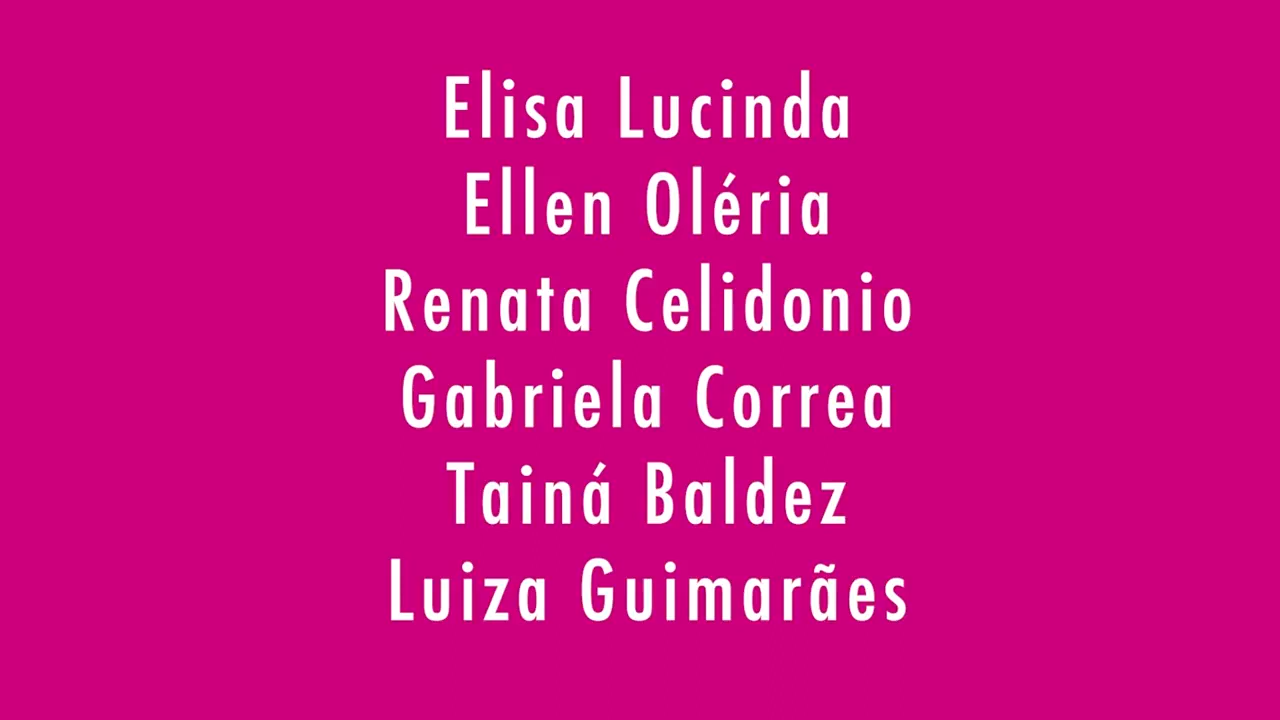 Elisa Lucinda
Ellen Oléria
Renata Celidonio
Gabriela Correa
Tainá Baldez
Luiza Guimarães